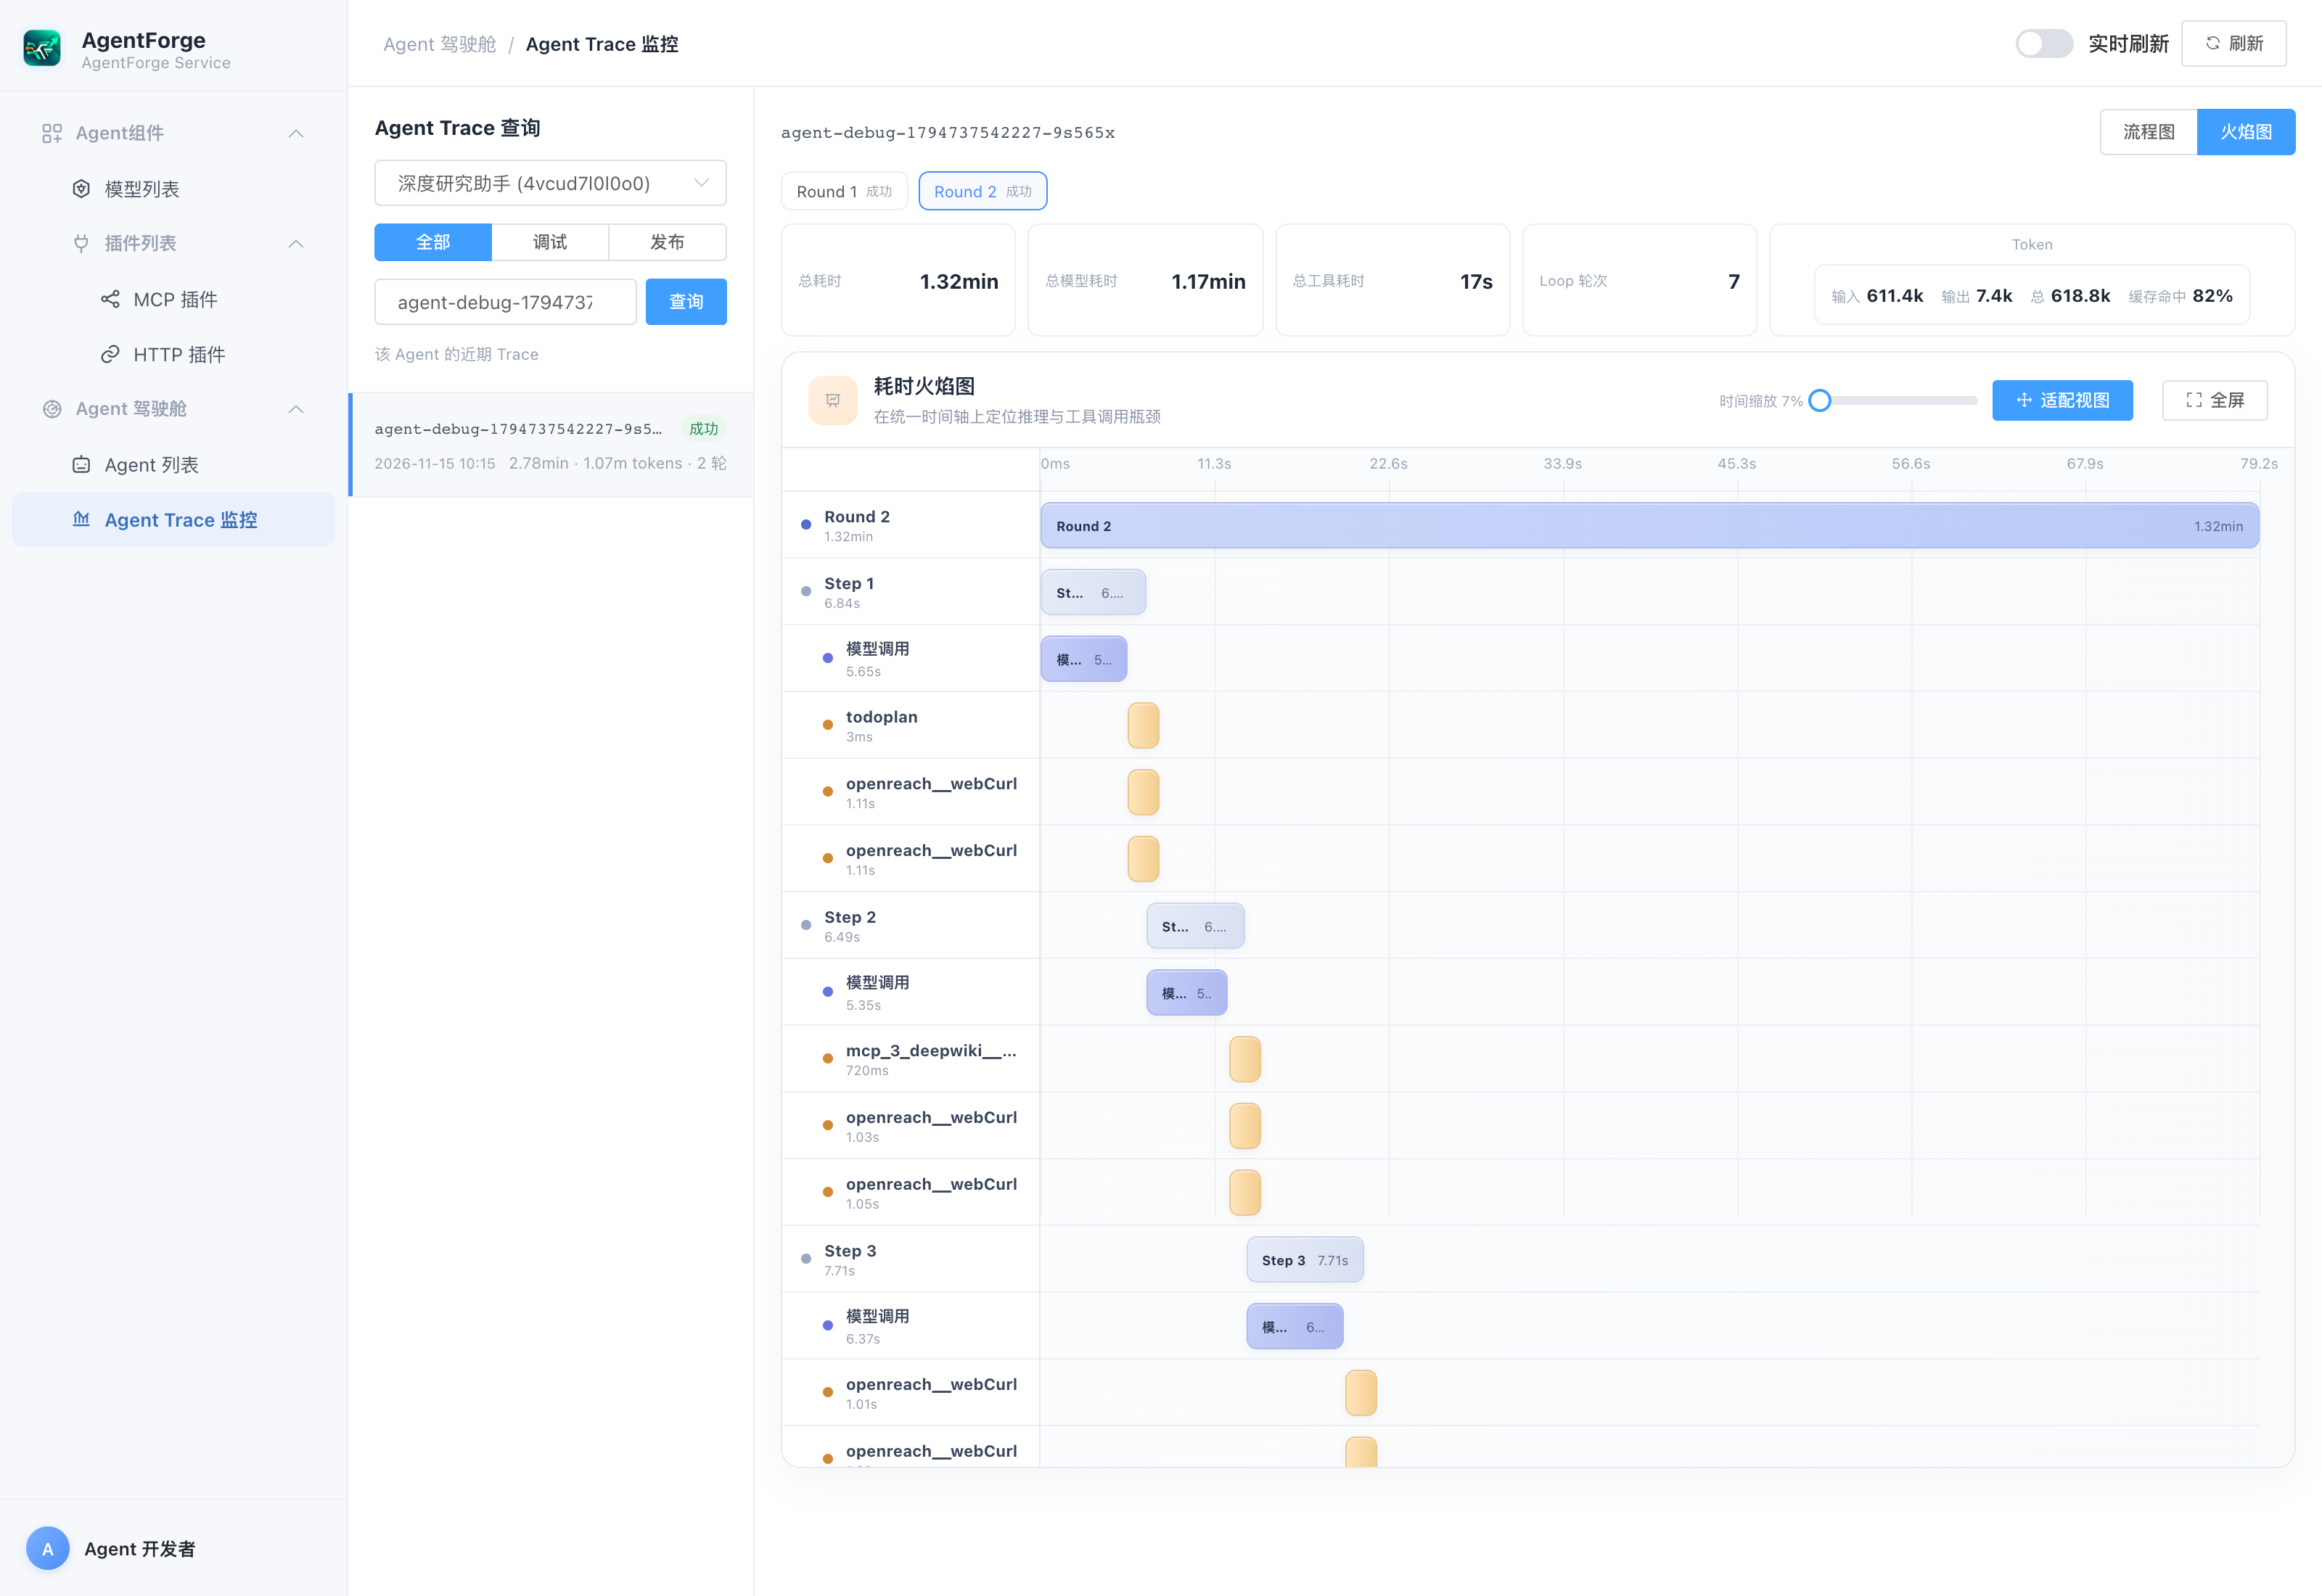 AgentForge
AgentForge Service
Agent组件
模型列表
插件列表
MCP 插件
HTTP 插件
Agent 驾驶舱
Agent 列表
Agent Trace 监控
A
Agent 开发者
Agent 驾驶舱 / Agent Trace 监控
实时刷新
刷新
Agent Trace 查询
深度研究助手 (4vcud7l0l0o0)
全部
调试
发布
agent-debug-1794737
查询
该 Agent 的近期 Trace
agent-debug-1794737542227-9s5...
成功
2026-11-15 10:15 2.78min · 1.07m tokens · 2 轮
agent-debug-1794737542227-9s565x
流程图
火焰图
Round 1 成功
Round 2 成功
总耗时 1.32min
总模型耗时 1.17min
总工具耗时 17s
Loop 轮次 7
Token
输入 611.4k 输出 7.4k 总 618.8k 缓存命中 82%
耗时火焰图
在统一时间轴上定位推理与工具调用瓶颈
时间缩放 7%
适配视图
全屏
0ms 11.3s 22.6s 33.9s 45.3s 56.6s 67.9s 79.2s
Round 2
1.32min
Round 2 1.32min
Step 1
6.84s
St... 6....
模型调用
5.65s
模... 5...
todoplan
3ms
openreach__webCurl
1.11s
openreach__webCurl
1.11s
Step 2
6.49s
St... 6....
模型调用
5.35s
模... 5..
mcp_3_deepwiki__...
720ms
openreach__webCurl
1.03s
openreach__webCurl
1.05s
Step 3
7.71s
Step 3 7.71s
模型调用
6.37s
模... 6...
openreach__webCurl
1.01s
openreach__webCurl